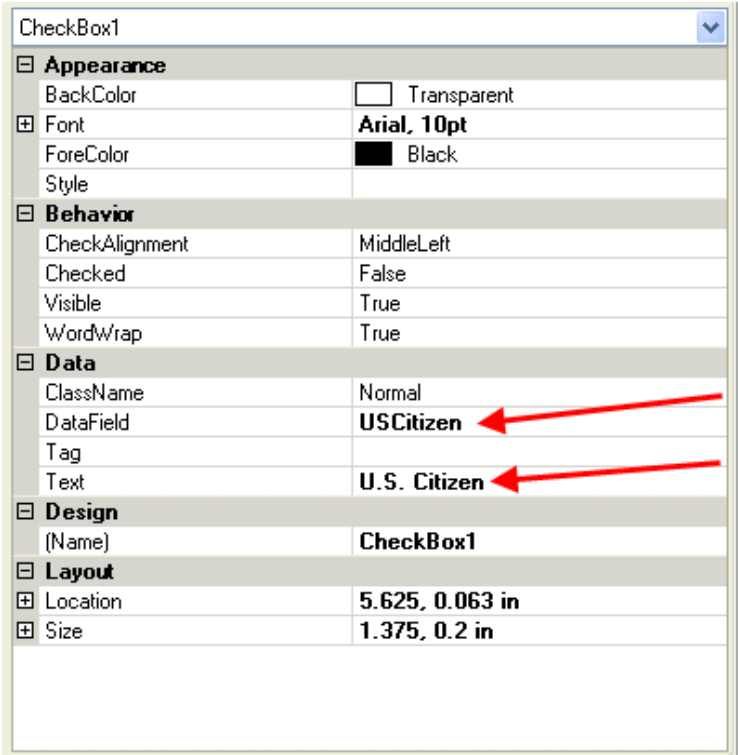 CheckBox1
Appearance
BackColor Transparent
Font Arial, 10pt
ForeColor Black
Style
Behavior
CheckAlignment MiddleLeft
Checked False
Visible True
WordWrap True
Data
ClassName Normal
DataField USCitizen
Tag
Text U.S. Citizen
Design
(Name) CheckBox1
Layout
Location 5.625, 0.063 in
Size 1.375, 0.2 in